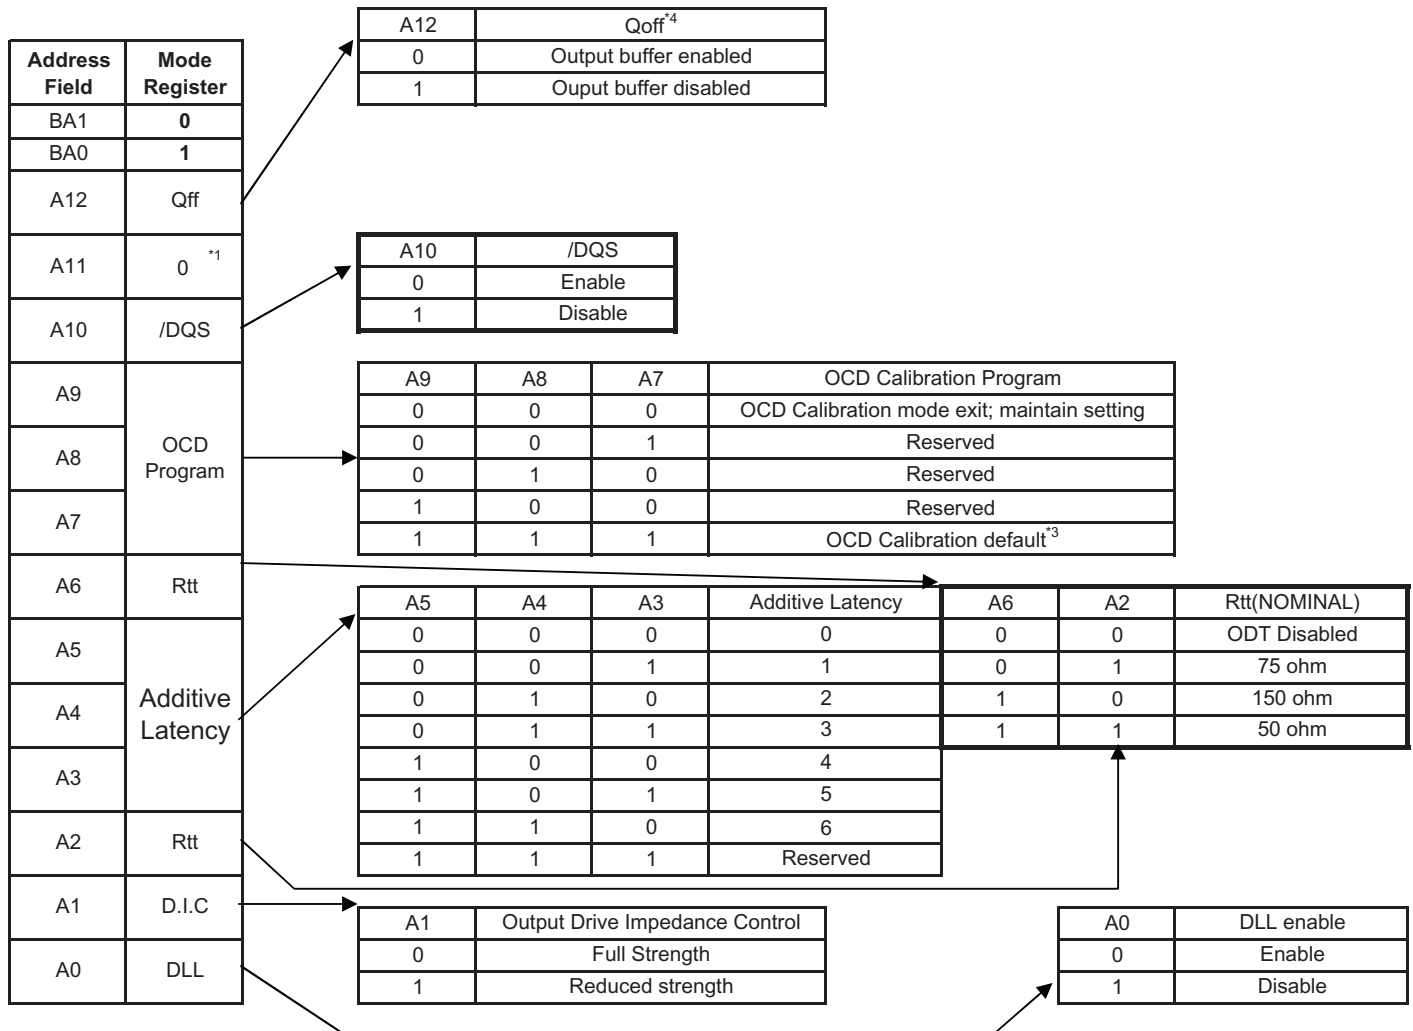 Address Field | Mode Register
BA1 | 0
BA0 | 1
A12 | Qff
A11 | 0 *1
A10 | /DQS
A9
A8 | OCD Program
A7
A6 | Rtt
A5
A4 | Additive Latency
A3
A2 | Rtt
A1 | D.I.C
A0 | DLL
A12 | Qoff*4
0 | Output buffer enabled
1 | Ouput buffer disabled
A10 | /DQS
0 | Enable
1 | Disable
A9 | A8 | A7 | OCD Calibration Program
0 | 0 | 0 | OCD Calibration mode exit; maintain setting
0 | 0 | 1 | Reserved
0 | 1 | 0 | Reserved
1 | 0 | 0 | Reserved
1 | 1 | 1 | OCD Calibration default*3
A5 | A4 | A3 | Additive Latency
0 | 0 | 0 | 0
0 | 0 | 1 | 1
0 | 1 | 0 | 2
0 | 1 | 1 | 3
1 | 0 | 0 | 4
1 | 0 | 1 | 5
1 | 1 | 0 | 6
1 | 1 | 1 | Reserved
A6 | A2 | Rtt(NOMINAL)
0 | 0 | ODT Disabled
0 | 1 | 75 ohm
1 | 0 | 150 ohm
1 | 1 | 50 ohm
A1 | Output Drive Impedance Control
0 | Full Strength
1 | Reduced strength
A0 | DLL enable
0 | Enable
1 | Disable